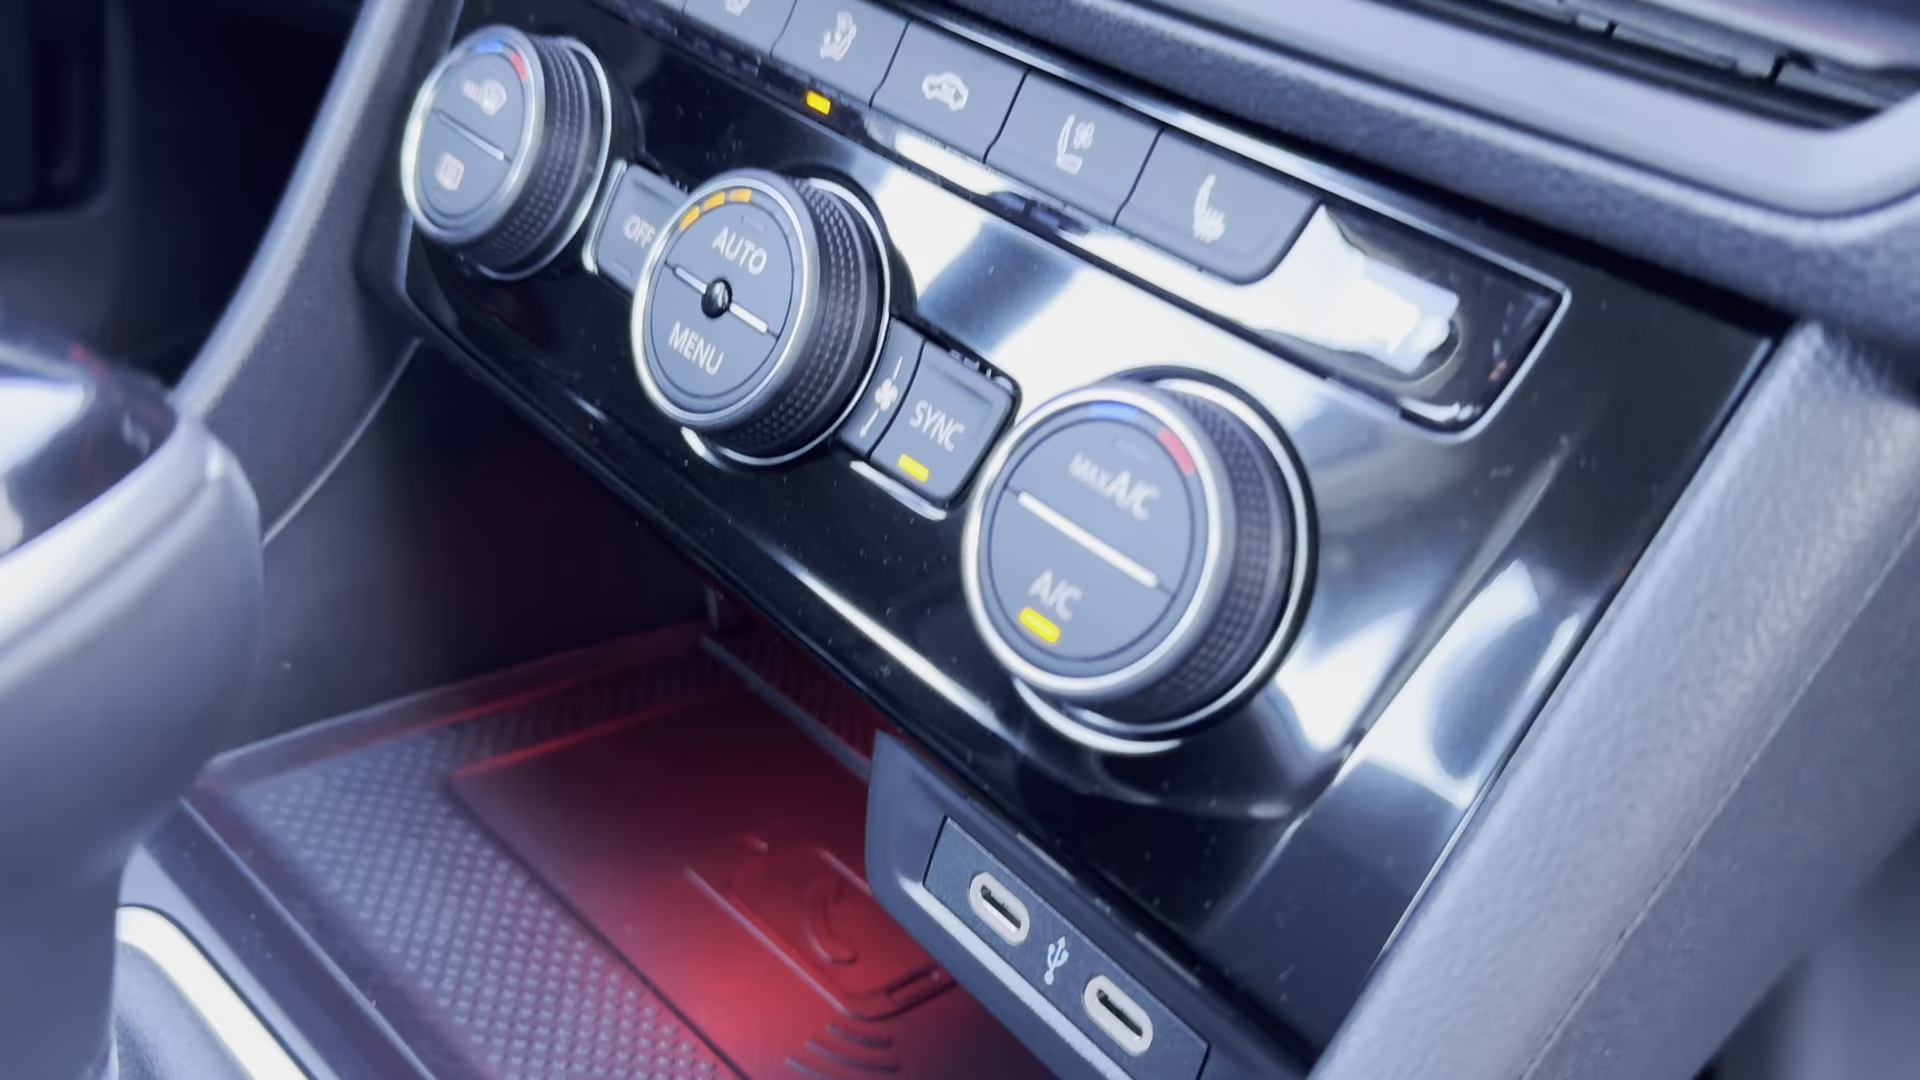 OFF
AUTO
MENU
SYNC
MAX A/C
A/C